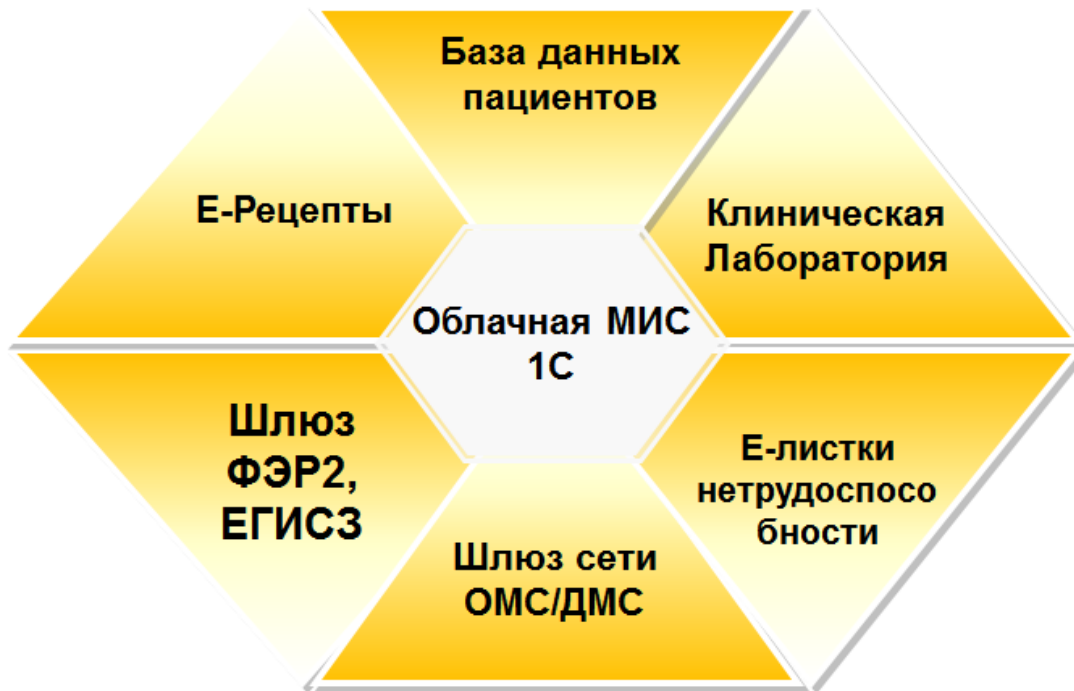 База данных
пациентов
Е-Рецепты
Клиническая
Лаборатория
Облачная МИС
1С
Шлюз
ФЭР2,
ЕГИСЗ
Е-листки
нетрудоспосо
бности
Шлюз сети
ОМС/ДМС